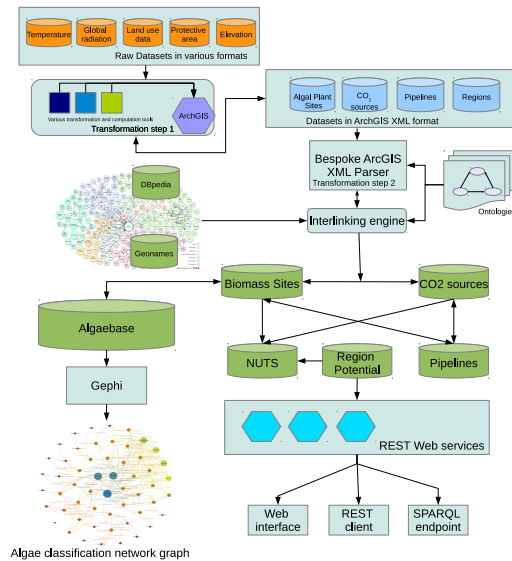 Temperature
Global
radiation
Land use
data
Protective
area
Elevation
Raw Datasets in various formats
ArchGIS
Various transformation and computation tools
Transformation step 1
Algal Plant
Sites
CO2
sources
Pipelines
Regions
Datasets in ArchGIS XML format
Bespoke ArcGIS
XML Parser
Transformation step 2
Ontologies
DBpedia
Geonames
Interlinking engine
Biomass Sites
CO2 sources
Algaebase
NUTS
Region
Potential
Pipelines
Gephi
REST Web services
Web
interface
REST
client
SPARQL
endpoint
Algae classification network graph